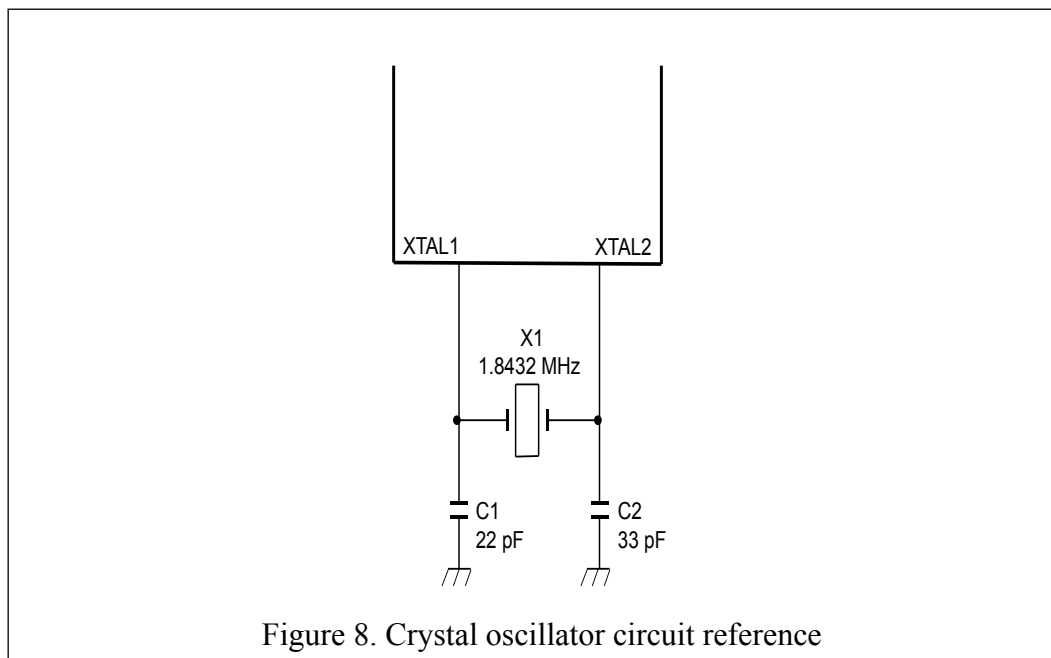 XTAL1 XTAL2
X1
1.8432 MHz
C1 C2
22 pF 33 pF
Figure 8. Crystal oscillator circuit reference